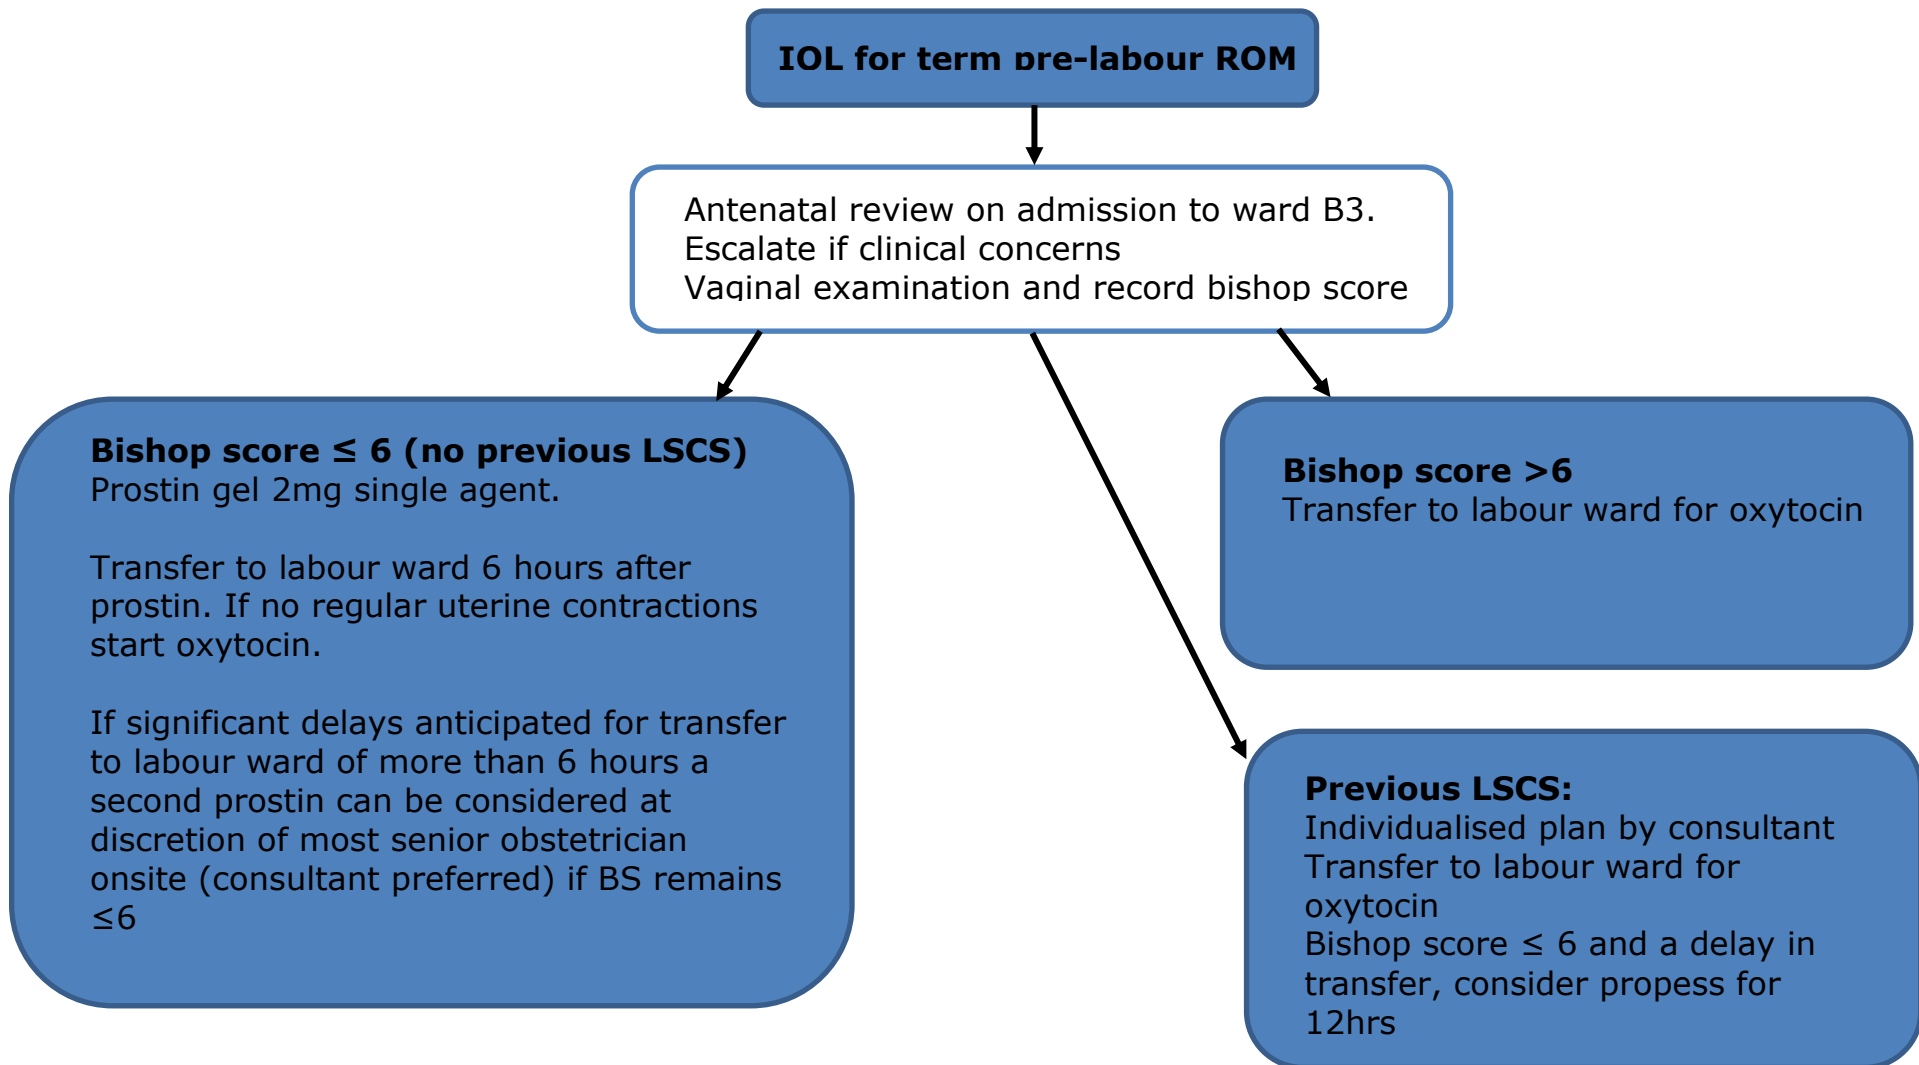 IOL for term pre-labour ROM
Antenatal review on admission to ward B3.
Escalate if clinical concerns
Vaginal examination and record bishop score
Bishop score ≤ 6 (no previous LSCS)
Prostin gel 2mg single agent.
Transfer to labour ward 6 hours after
prostin. If no regular uterine contractions
start oxytocin.
If significant delays anticipated for transfer
to labour ward of more than 6 hours a
second prostin can be considered at
discretion of most senior obstetrician
onsite (consultant preferred) if BS remains
≤6
Bishop score >6
Transfer to labour ward for oxytocin
Previous LSCS:
Individualised plan by consultant
Transfer to labour ward for
oxytocin
Bishop score ≤ 6 and a delay in
transfer, consider propess for
12hrs